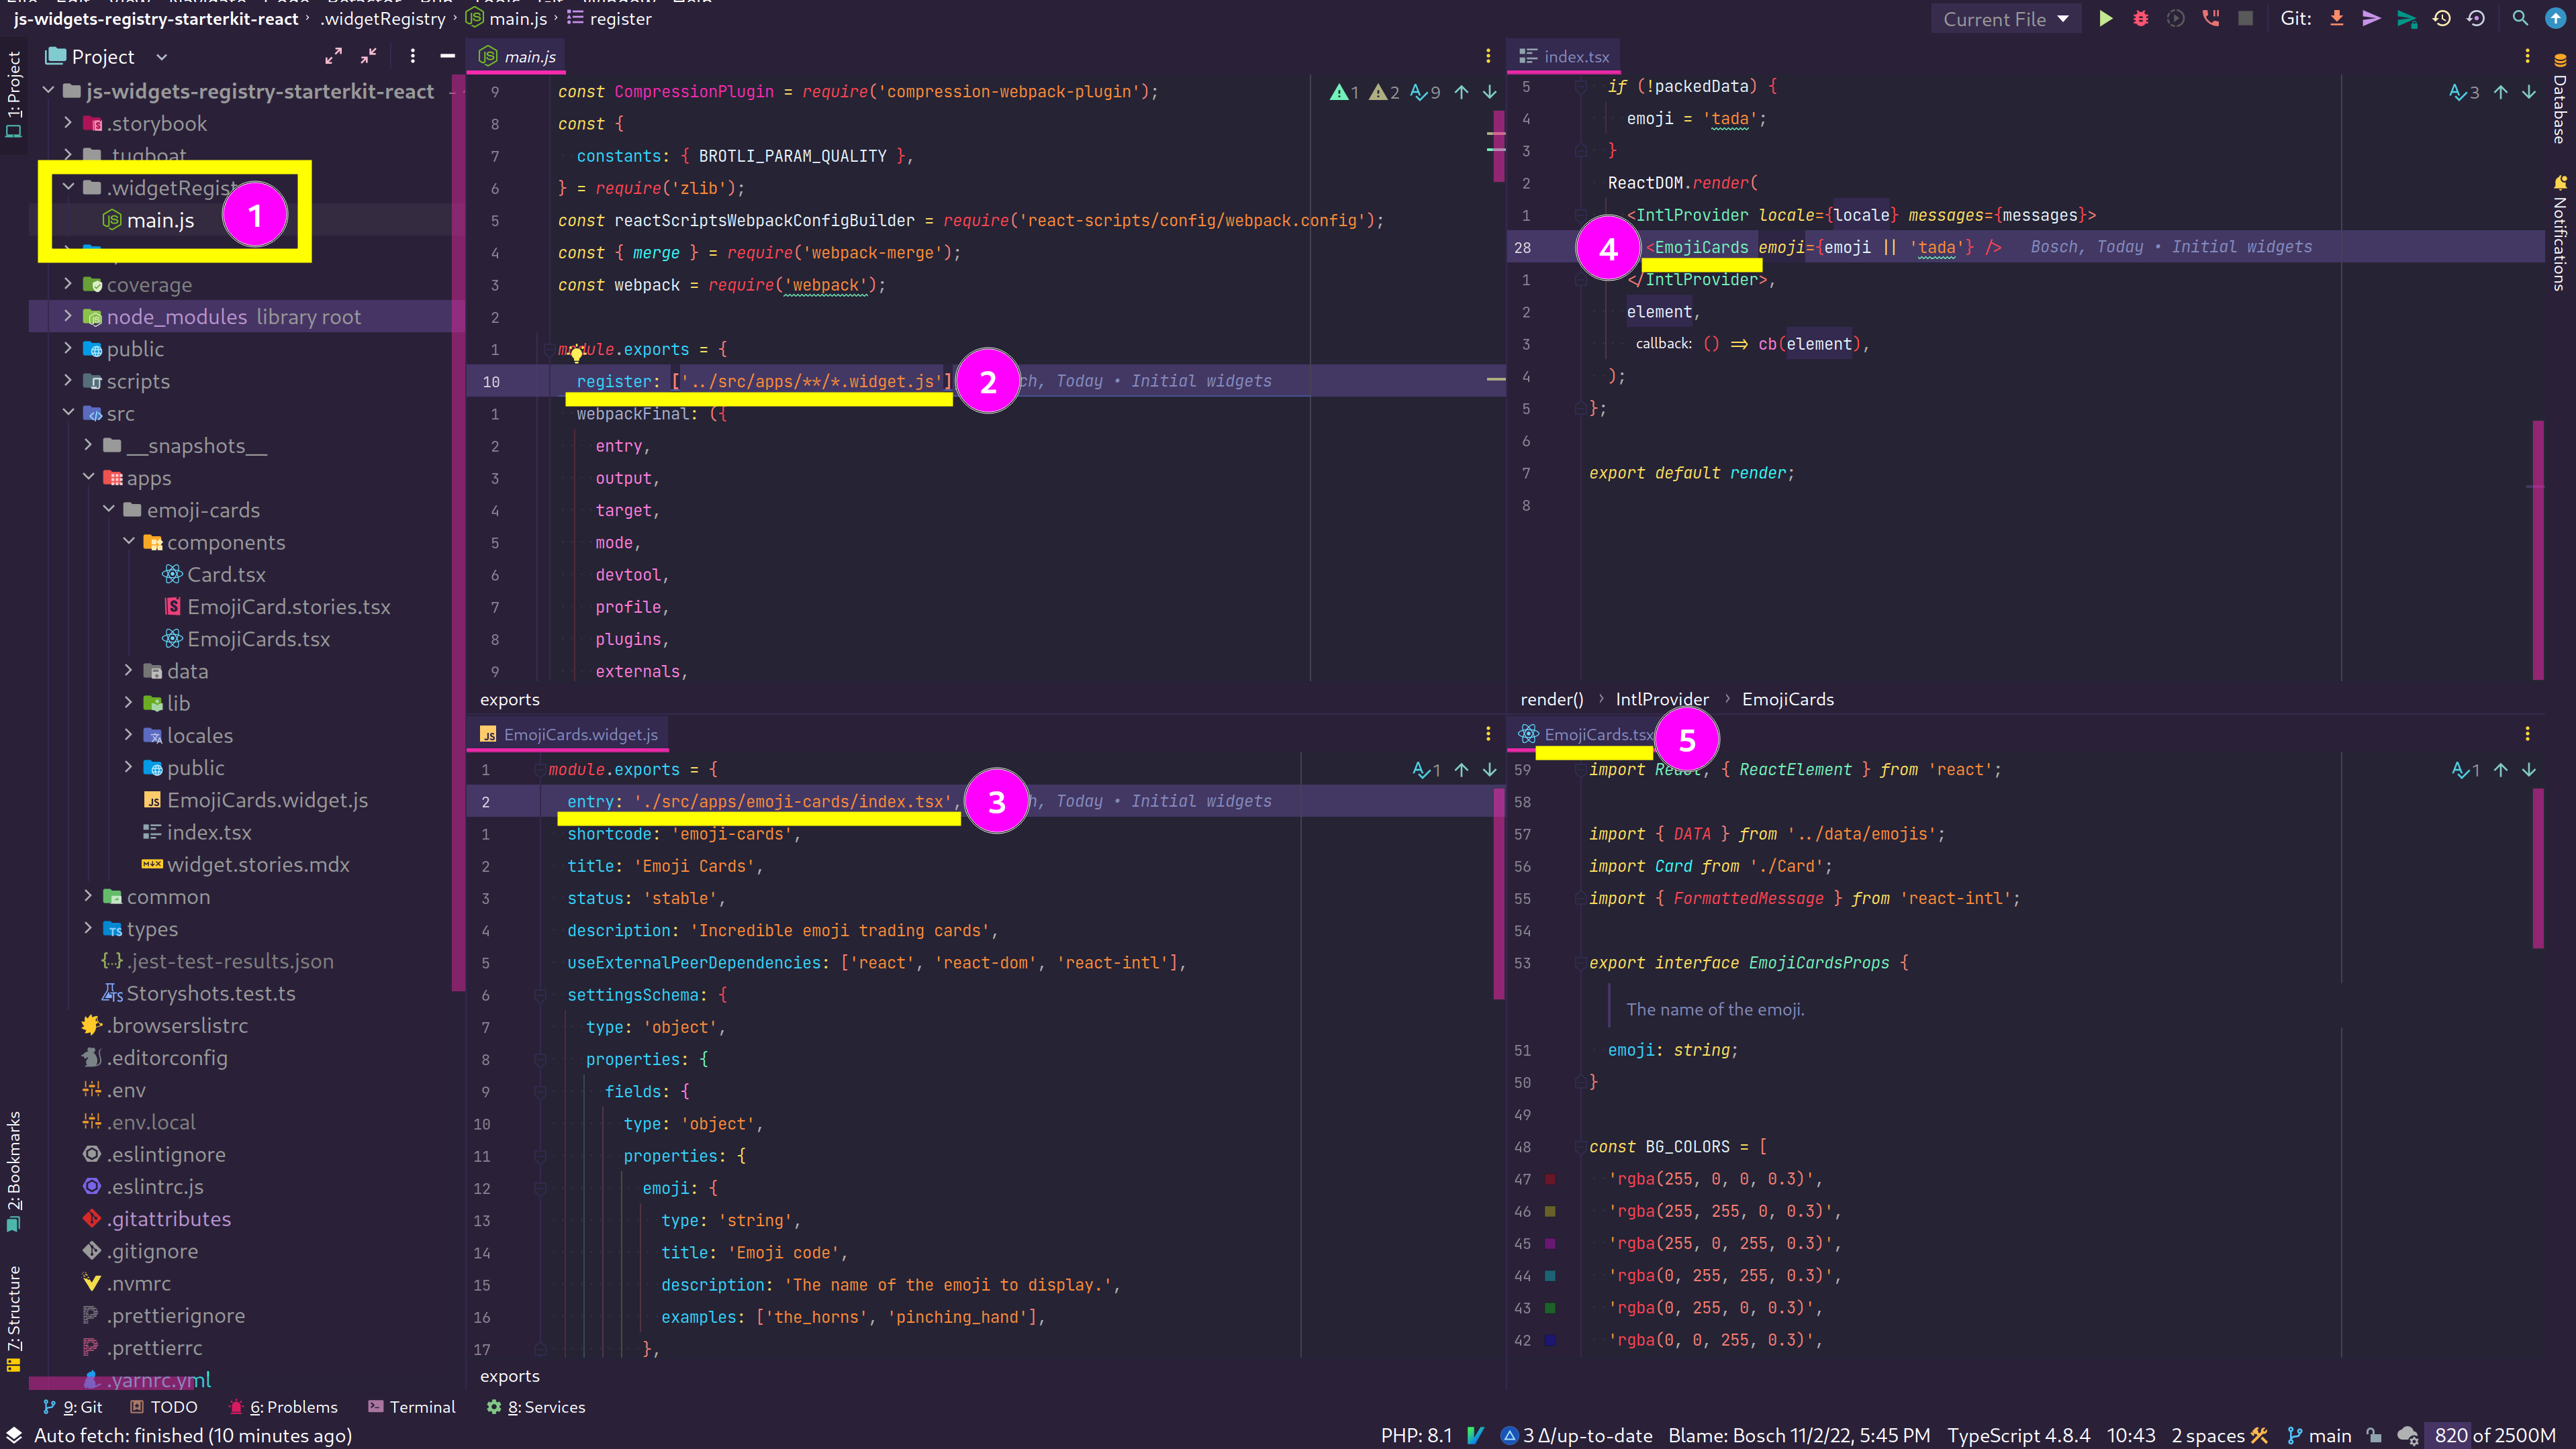 js-widgets-registry-starterkit-react › .widgetRegistry › main.js › register
Current File
Git:
1: Project
Project
js-widgets-registry-starterkit-react
.storybook
.tugboat
.widgetRegist
main.js
1
coverage
node_modules library root
public
scripts
src
__snapshots__
apps
emoji-cards
components
Card.tsx
EmojiCard.stories.tsx
EmojiCards.tsx
data
lib
locales
public
EmojiCards.widget.js
index.tsx
widget.stories.mdx
common
types
.jest-test-results.json
Storyshots.test.ts
.browserslistrc
.editorconfig
.env
.env.local
.eslintignore
.eslintrc.js
.gitattributes
.gitignore
.nvmrc
.prettierignore
.prettierrc
.yarnrc.yml
2: Bookmarks
7: Structure
main.js
1 2 9
9 const CompressionPlugin = require('compression-webpack-plugin');
8 const {
7 constants: { BROTLI_PARAM_QUALITY },
6 } = require('zlib');
5 const reactScriptsWebpackConfigBuilder = require('react-scripts/config/webpack.config');
4 const { merge } = require('webpack-merge');
3 const webpack = require('webpack');
2
1 module.exports = {
10 register: ['../src/apps/**/*.widget.js'] 2 ch, Today • Initial widgets
1 webpackFinal: ({
2 entry,
3 output,
4 target,
5 mode,
6 devtool,
7 profile,
8 plugins,
9 externals,
exports
index.tsx
3
5 if (!packedData) {
4 emoji = 'tada';
3 }
2 ReactDOM.render(
1 <IntlProvider locale={locale} messages={messages}>
28 4 <EmojiCards emoji={emoji || 'tada'} /> Bosch, Today • Initial widgets
1 </IntlProvider>,
2 element,
3 callback: () => cb(element),
4 );
5 };
6
7 export default render;
8
render() › IntlProvider › EmojiCards
EmojiCards.widget.js
1
1 module.exports = {
2 entry: './src/apps/emoji-cards/index.tsx', 3 h, Today • Initial widgets
1 shortcode: 'emoji-cards',
2 title: 'Emoji Cards',
3 status: 'stable',
4 description: 'Incredible emoji trading cards',
5 useExternalPeerDependencies: ['react', 'react-dom', 'react-intl'],
6 settingsSchema: {
7 type: 'object',
8 properties: {
9 fields: {
10 type: 'object',
11 properties: {
12 emoji: {
13 type: 'string',
14 title: 'Emoji code',
15 description: 'The name of the emoji to display.',
16 examples: ['the_horns', 'pinching_hand'],
17 },
exports
EmojiCards.tsx 5
1
59 import React, { ReactElement } from 'react';
58
57 import { DATA } from '../data/emojis';
56 import Card from './Card';
55 import { FormattedMessage } from 'react-intl';
54
53 export interface EmojiCardsProps {
The name of the emoji.
51 emoji: string;
50 }
49
48 const BG_COLORS = [
47 'rgba(255, 0, 0, 0.3)',
46 'rgba(255, 255, 0, 0.3)',
45 'rgba(255, 0, 255, 0.3)',
44 'rgba(0, 255, 255, 0.3)',
43 'rgba(0, 255, 0, 0.3)',
42 'rgba(0, 0, 255, 0.3)',
Database
Notifications
9: Git TODO 6: Problems Terminal 8: Services
Auto fetch: finished (10 minutes ago)
PHP: 8.1 3 Δ/up-to-date Blame: Bosch 11/2/22, 5:45 PM TypeScript 4.8.4 10:43 2 spaces main 820 of 2500M